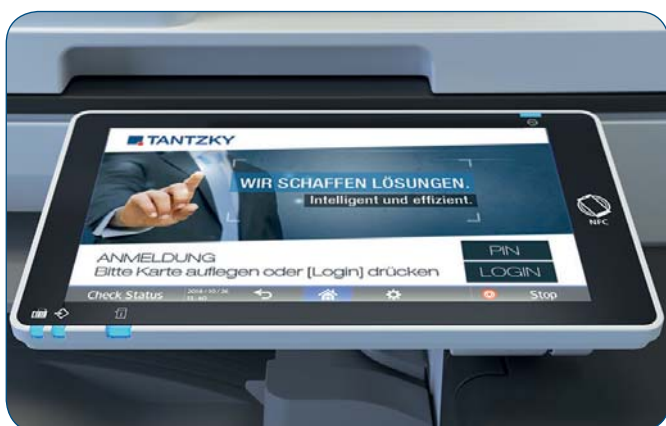 TANTZKY
WIR SCHAFFEN LÖSUNGEN.
Intelligent und effizient.
NFC
ANMELDUNG
Bitte Karte auflegen oder [Login] drücken
PIN
LOGIN
Check Status
Stop